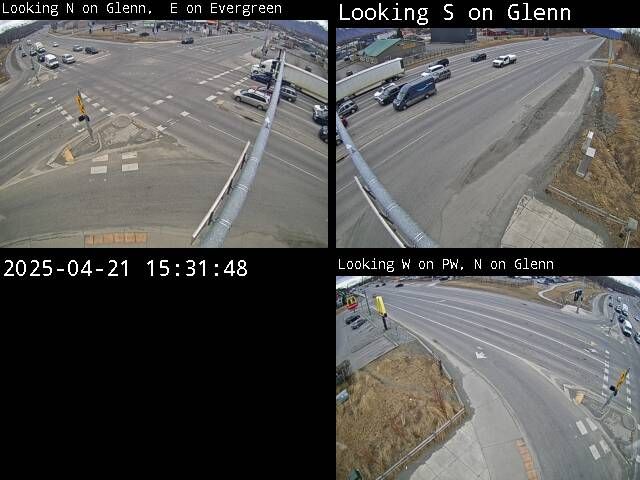 Looking N on Glenn,  E on Evergreen
Looking S on Glenn
2025-04-21 15:31:48
Looking W on PW, N on Glenn